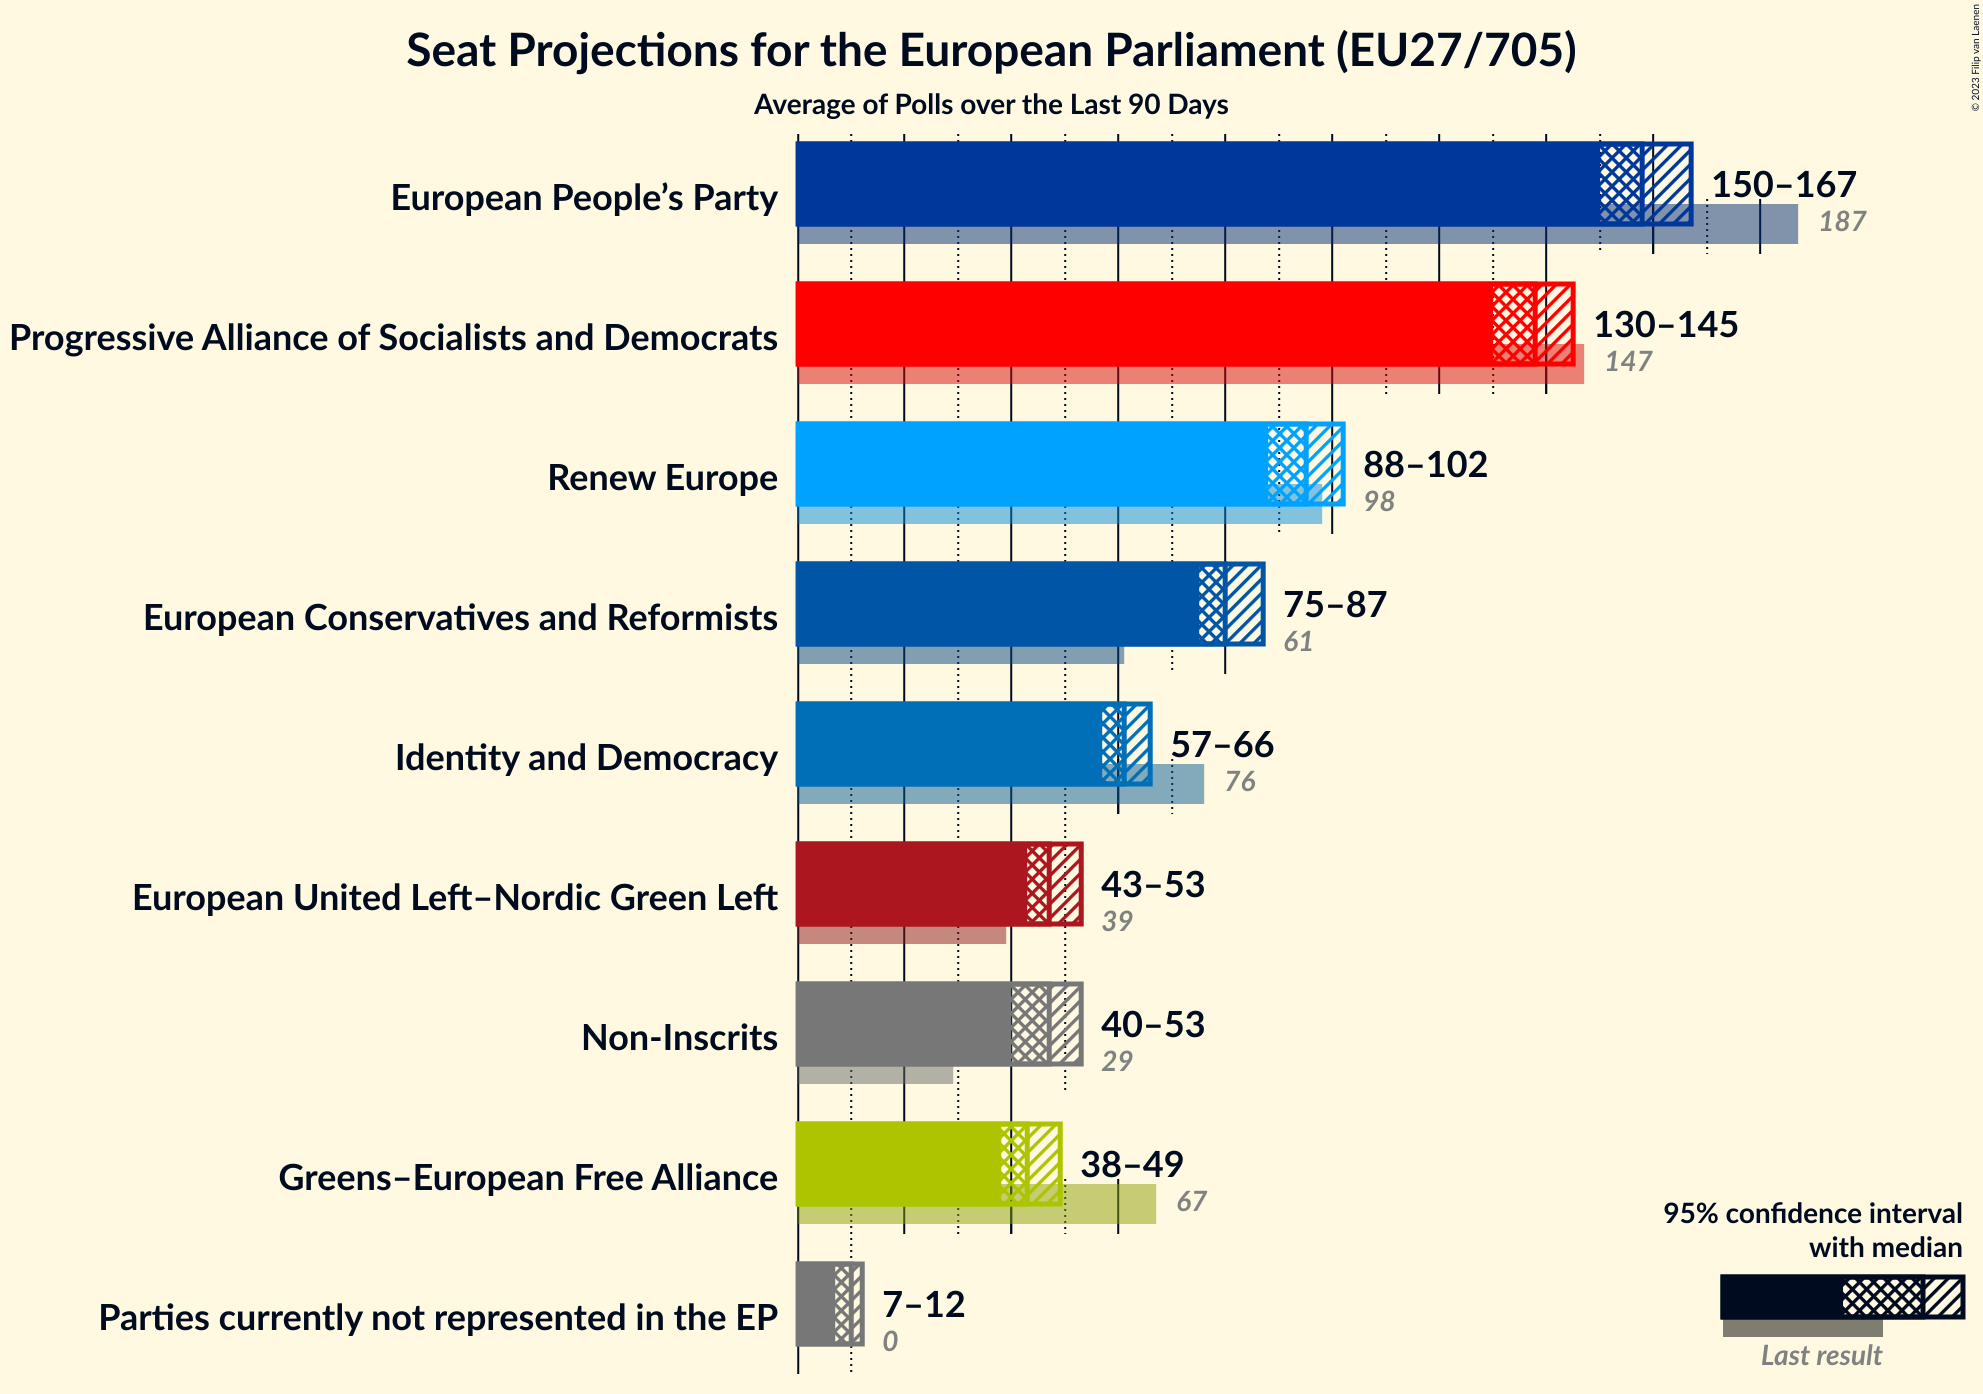 Seat Projections for the European Parliament (EU27/705)
Average of Polls over the Last 90 Days
© 2023 Filip van Laenen
European People’s Party
150–167
187
Progressive Alliance of Socialists and Democrats
130–145
147
Renew Europe
88–102
98
European Conservatives and Reformists
75–87
61
Identity and Democracy
57–66
76
European United Left–Nordic Green Left
43–53
39
Non-Inscrits
40–53
29
Greens–European Free Alliance
38–49
67
Parties currently not represented in the EP
7–12
0
95% confidence interval
with median
Last result